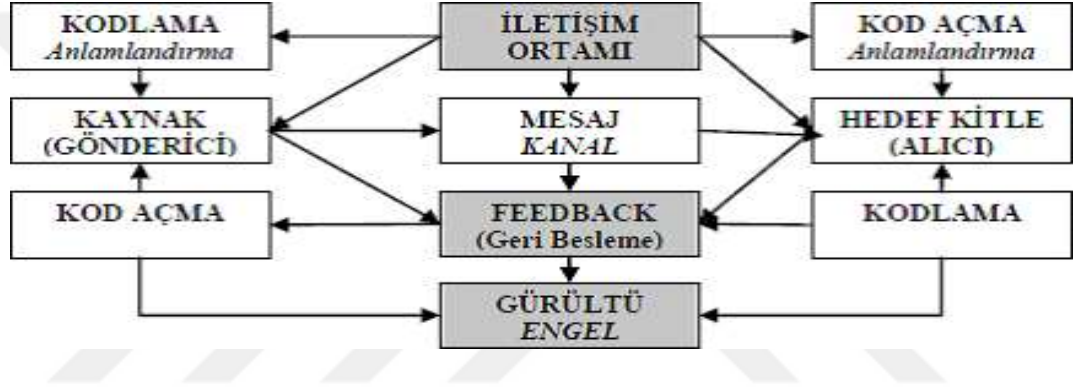 KODLAMA
Anlamlandırma
İLETİŞİM
ORTAMI
KOD AÇMA
Anlamlandırma
KAYNAK
(GÖNDERİCİ)
MESAJ
KANAL
HEDEF KİTLE
(ALICI)
KOD AÇMA
FEEDBACK
(Geri Besleme)
KODLAMA
GÜRÜLTÜ
ENGEL